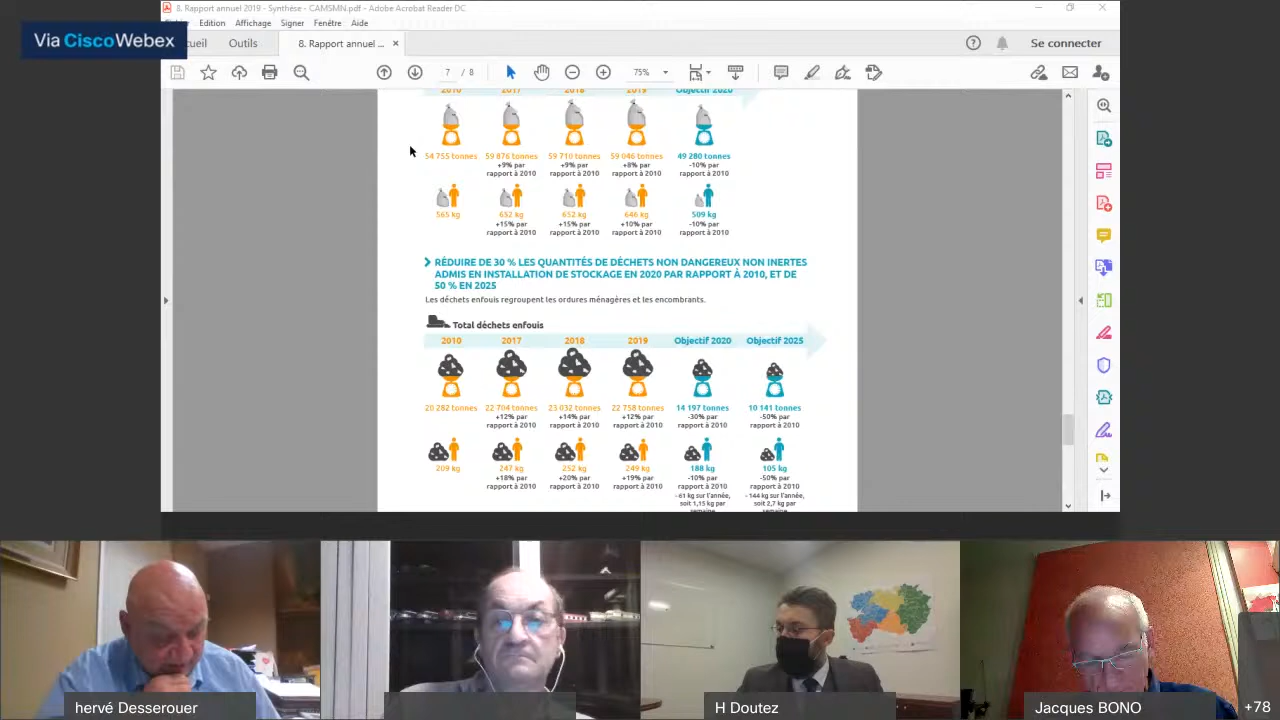 8. Rapport annuel 2019 - Synthèse - CAMSMN.pdf - Adobe Acrobat Reader DC
Edition Affichage Signer Fenêtre Aide
Via CiscoWebex
cueil Outils 8. Rapport annuel ... × Se connecter
7 / 8 75%
2010 2017 2018 2019 Objectif 2020
54 755 tonnes 59 876 tonnes 59 710 tonnes 59 046 tonnes 49 280 tonnes
+9% par +9% par +8% par -10% par
rapport à 2010 rapport à 2010 rapport à 2010 rapport à 2010
565 kg 652 kg 652 kg 646 kg 509 kg
+15% par +15% par +10% par -10% par
rapport à 2010 rapport à 2010 rapport à 2010 rapport à 2010
RÉDUIRE DE 30 % LES QUANTITÉS DE DÉCHETS NON DANGEREUX NON INERTES
ADMIS EN INSTALLATION DE STOCKAGE EN 2020 PAR RAPPORT À 2010, ET DE
50 % EN 2025
Les déchets enfouis regroupent les ordures ménagères et les encombrants.
Total déchets enfouis
2010 2017 2018 2019 Objectif 2020 Objectif 2025
20 282 tonnes 22 704 tonnes 23 032 tonnes 22 758 tonnes 14 197 tonnes 10 141 tonnes
+12% par +14% par +12% par -30% par -50% par
rapport à 2010 rapport à 2010 rapport à 2010 rapport à 2010 rapport à 2010
209 kg 247 kg 252 kg 249 kg 188 kg 105 kg
+18% par +20% par +19% par -10% par -50% par
rapport à 2010 rapport à 2010 rapport à 2010 rapport à 2010 rapport à 2010
- 61 kg sur l'année, - 144 kg sur l'année,
soit 1,15 kg par soit 2,7 kg par
semaine semaine
hervé Desserouer H Doutez Jacques BONO +78